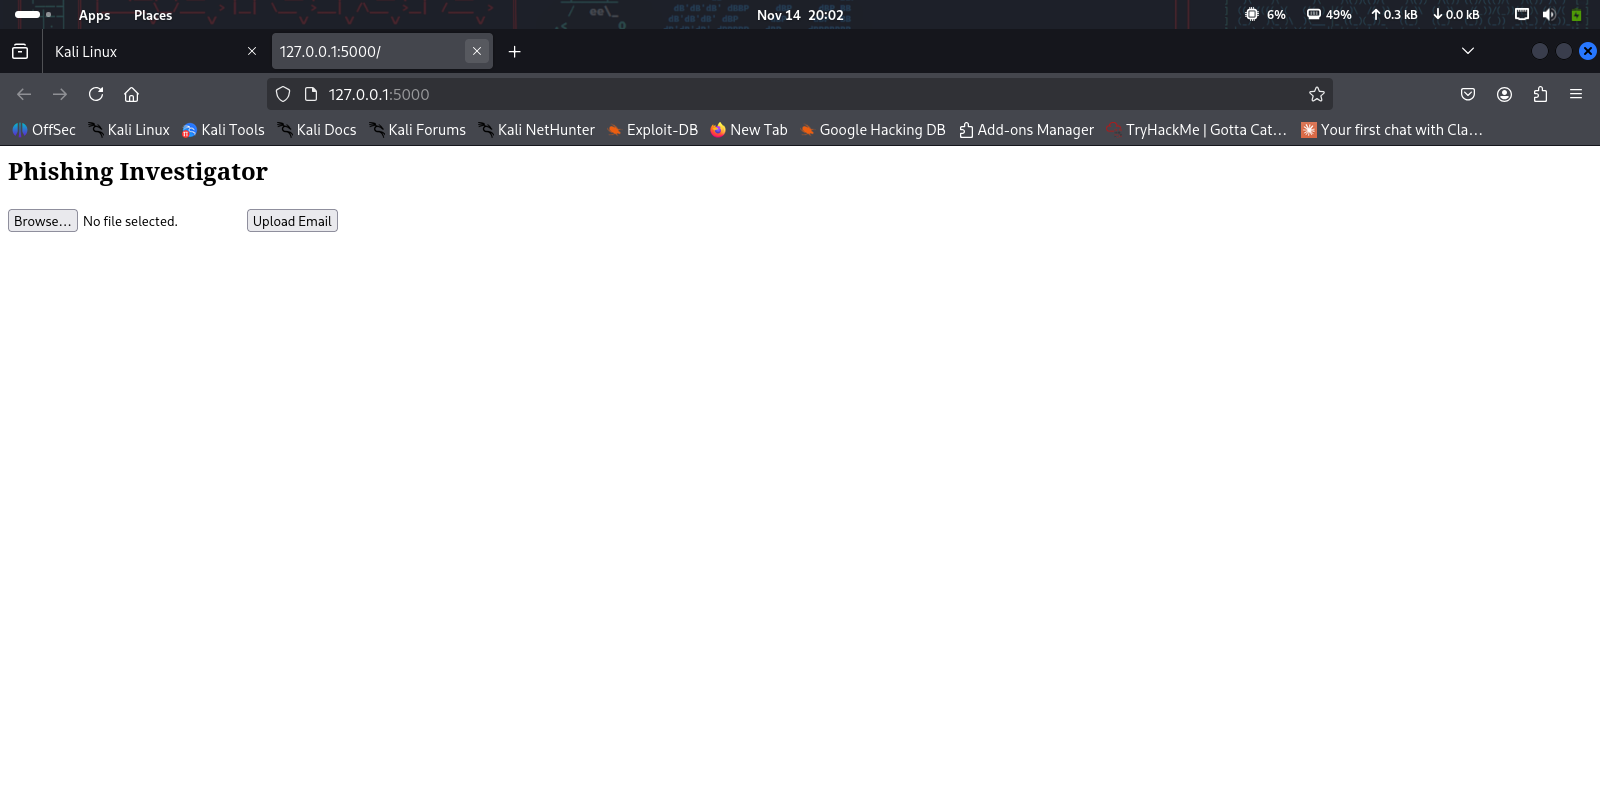 Apps Places Nov 14 20:02 6% 49% 0.3 kB 0.0 kB
Kali Linux 127.0.0.1:5000/
127.0.0.1:5000
OffSec Kali Linux Kali Tools Kali Docs Kali Forums Kali NetHunter Exploit-DB New Tab Google Hacking DB Add-ons Manager TryHackMe | Gotta Cat… Your first chat with Cla…
Phishing Investigator
Browse… No file selected. Upload Email